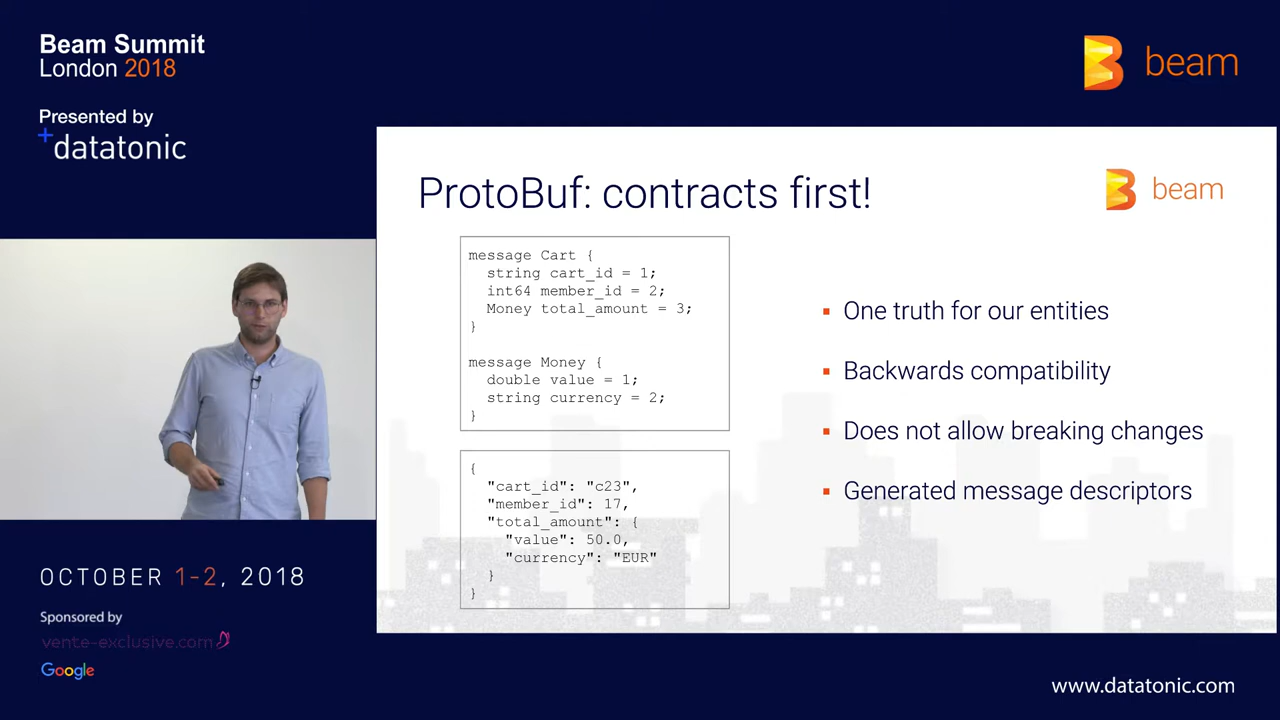 Beam Summit
London 2018
Presented by
+datatonic
beam
ProtoBuf: contracts first!
beam
message Cart {
  string cart_id = 1;
  int64 member_id = 2;
  Money total_amount = 3;
}
message Money {
  double value = 1;
  string currency = 2;
}
{
  "cart_id": "c23",
  "member_id": 17,
  "total_amount": {
    "value": 50.0,
    "currency": "EUR"
  }
}
▪ One truth for our entities
▪ Backwards compatibility
▪ Does not allow breaking changes
▪ Generated message descriptors
OCTOBER 1-2, 2018
Sponsored by
vente-exclusive.com
Google
www.datatonic.com